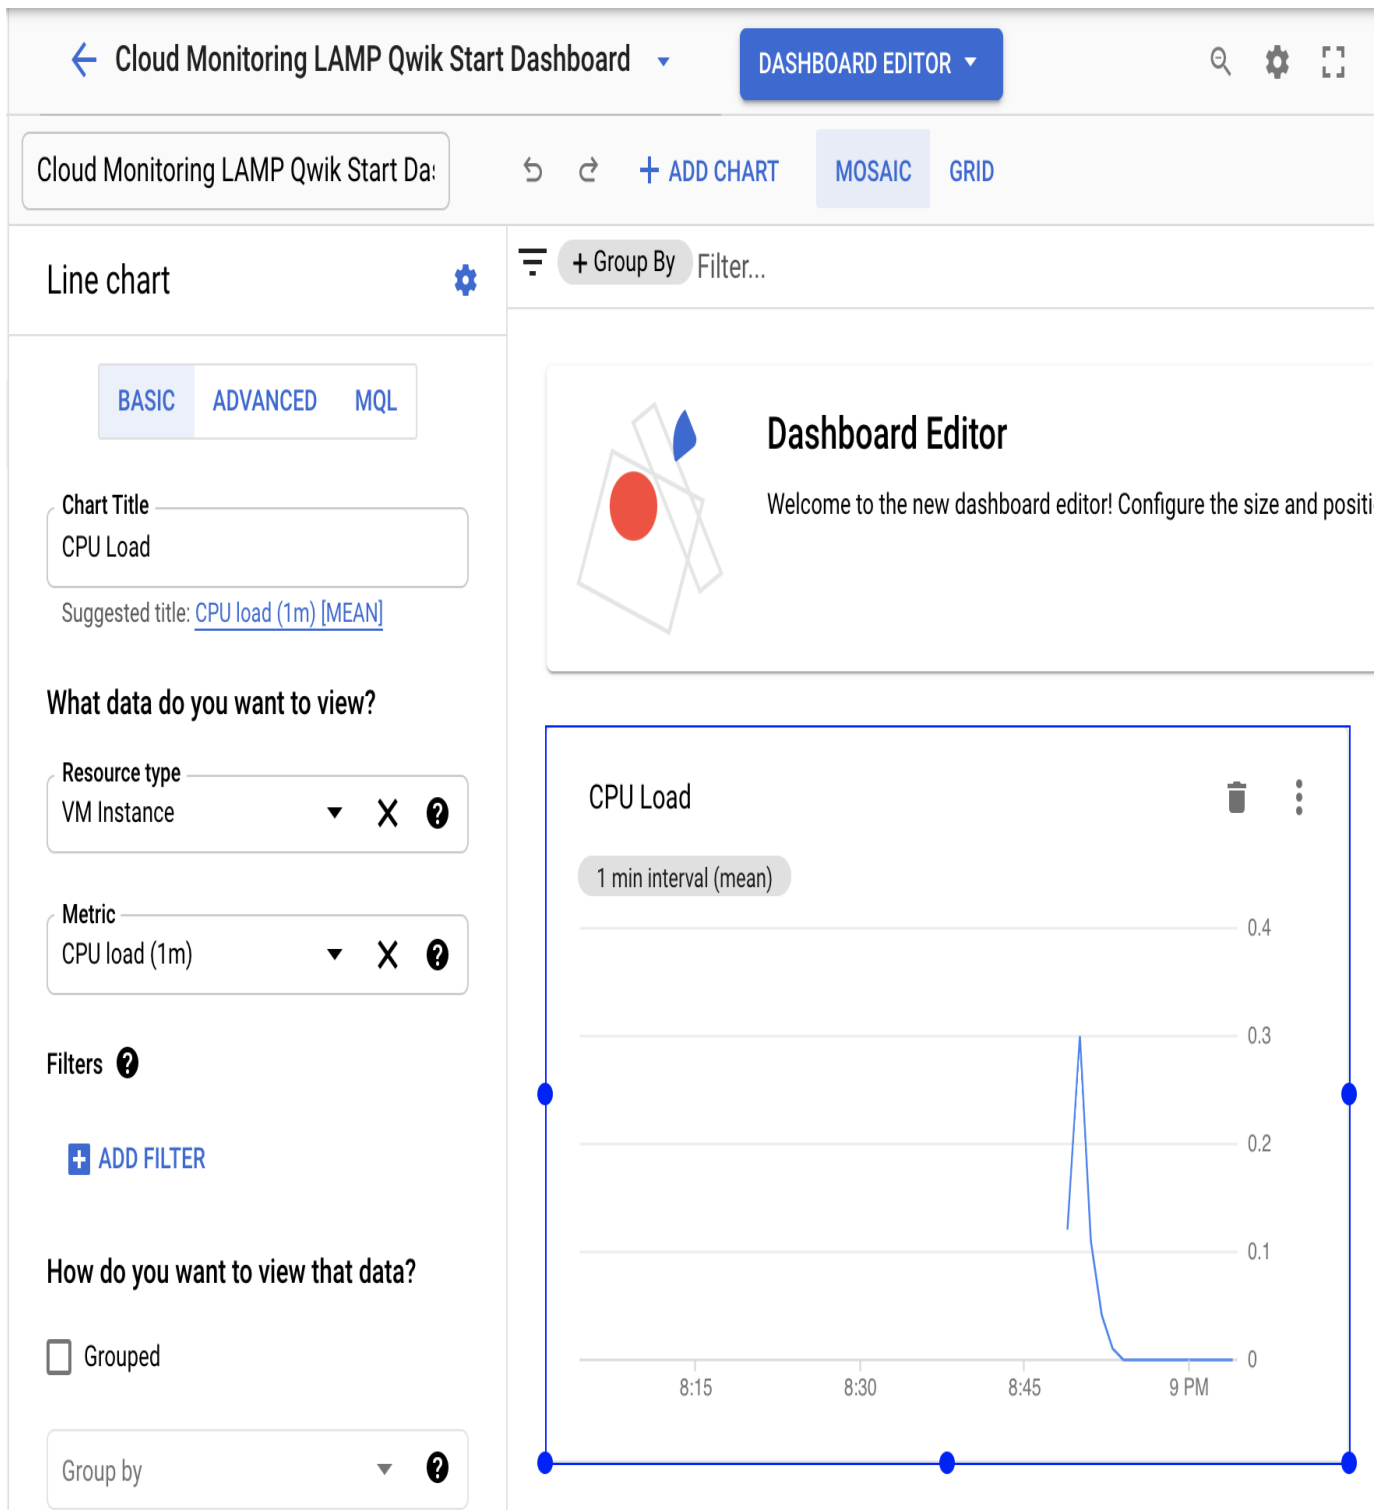 Cloud Monitoring LAMP Qwik Start Dashboard
DASHBOARD EDITOR
Cloud Monitoring LAMP Qwik Start Das
ADD CHART
MOSAIC
GRID
Line chart
+ Group By
Filter...
BASIC
ADVANCED
MQL
Chart Title
CPU Load
Suggested title: CPU load (1m) [MEAN]
What data do you want to view?
Resource type
VM Instance
Metric
CPU load (1m)
Filters
ADD FILTER
How do you want to view that data?
Grouped
Group by
Dashboard Editor
Welcome to the new dashboard editor! Configure the size and positi
CPU Load
1 min interval (mean)
0.4
0.3
0.2
0.1
0
8:15
8:30
8:45
9 PM